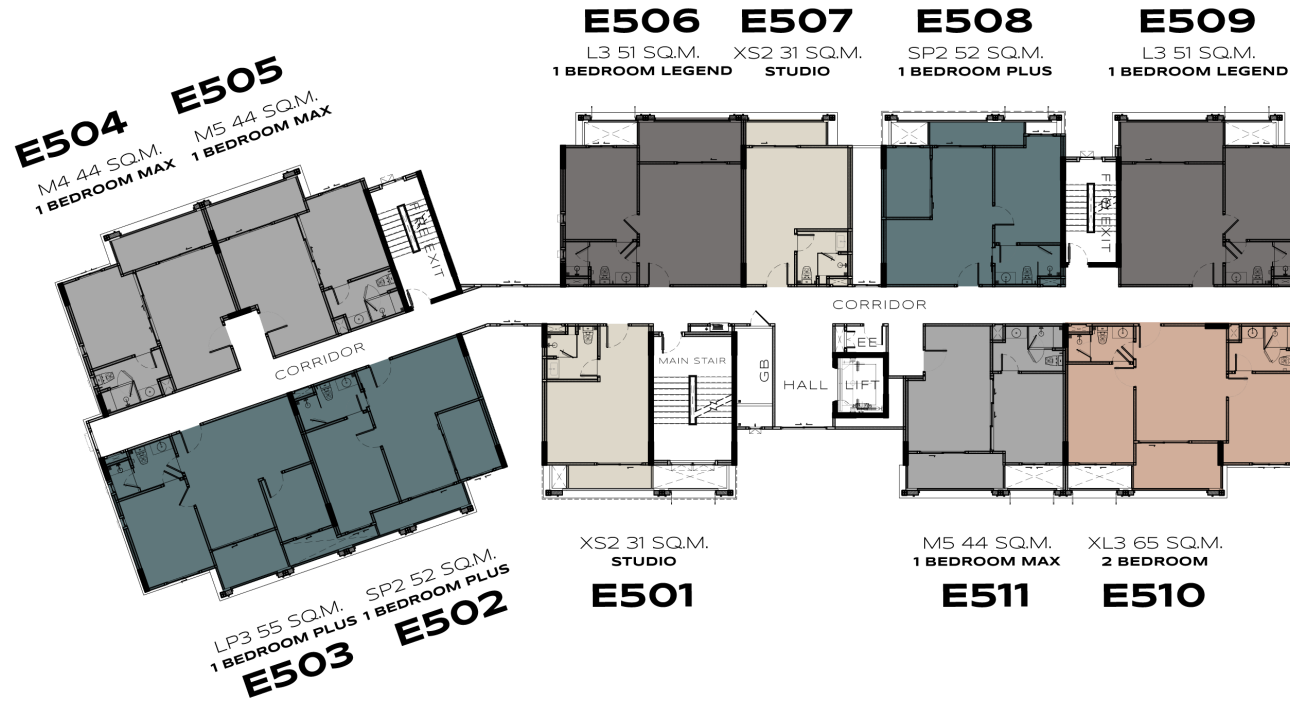 E506
L3 51 SQ.M.
1 BEDROOM LEGEND
E507
XS2 31 SQ.M.
STUDIO
E508
SP2 52 SQ.M.
1 BEDROOM PLUS
E509
L3 51 SQ.M.
1 BEDROOM LEGEND
E504
M4 44 SQ.M.
1 BEDROOM MAX
E505
M5 44 SQ.M.
1 BEDROOM MAX
FIRE EXIT
FIRE EXIT
CORRIDOR
CORRIDOR
MAIN STAIR
GB
HALL
EE
LIFT
XS2 31 SQ.M.
STUDIO
E501
M5 44 SQ.M.
1 BEDROOM MAX
E511
XL3 65 SQ.M.
2 BEDROOM
E510
LP3 55 SQ.M.
1 BEDROOM PLUS
E503
SP2 52 SQ.M.
1 BEDROOM PLUS
E502